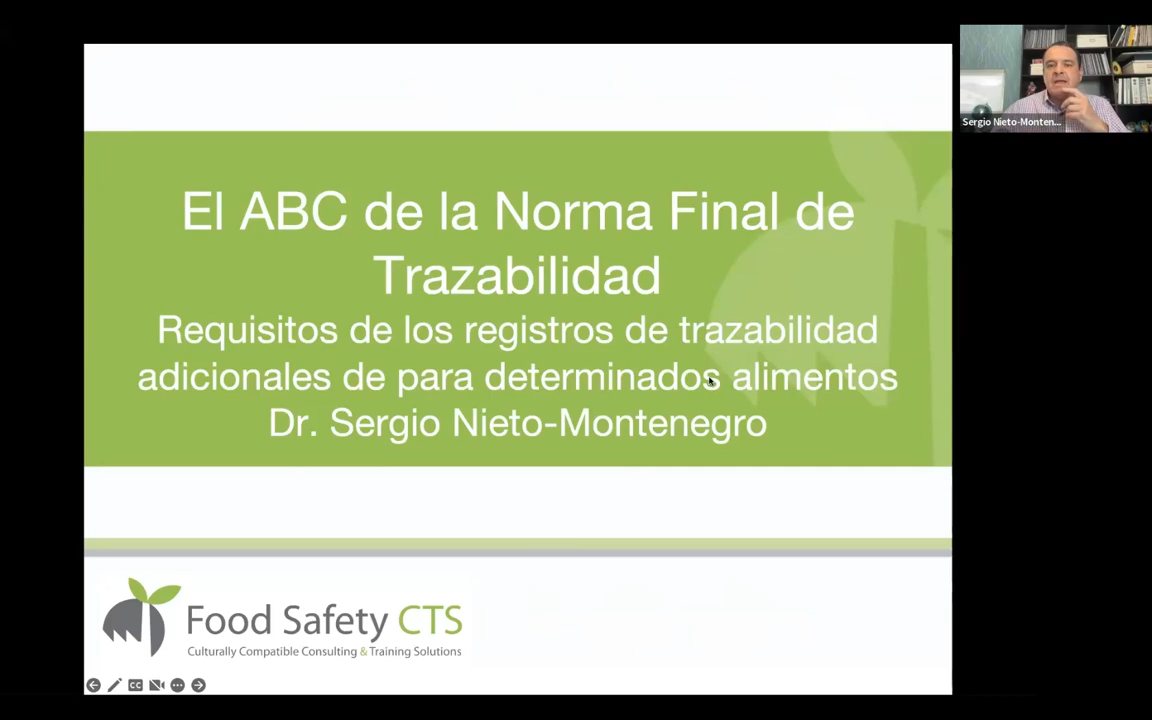 El ABC de la Norma Final de
Trazabilidad
Requisitos de los registros de trazabilidad
adicionales de para determinados alimentos
Dr. Sergio Nieto-Montenegro
Food Safety CTS
Culturally Compatible Consulting & Training Solutions
Sergio Nieto-Monten...
CC